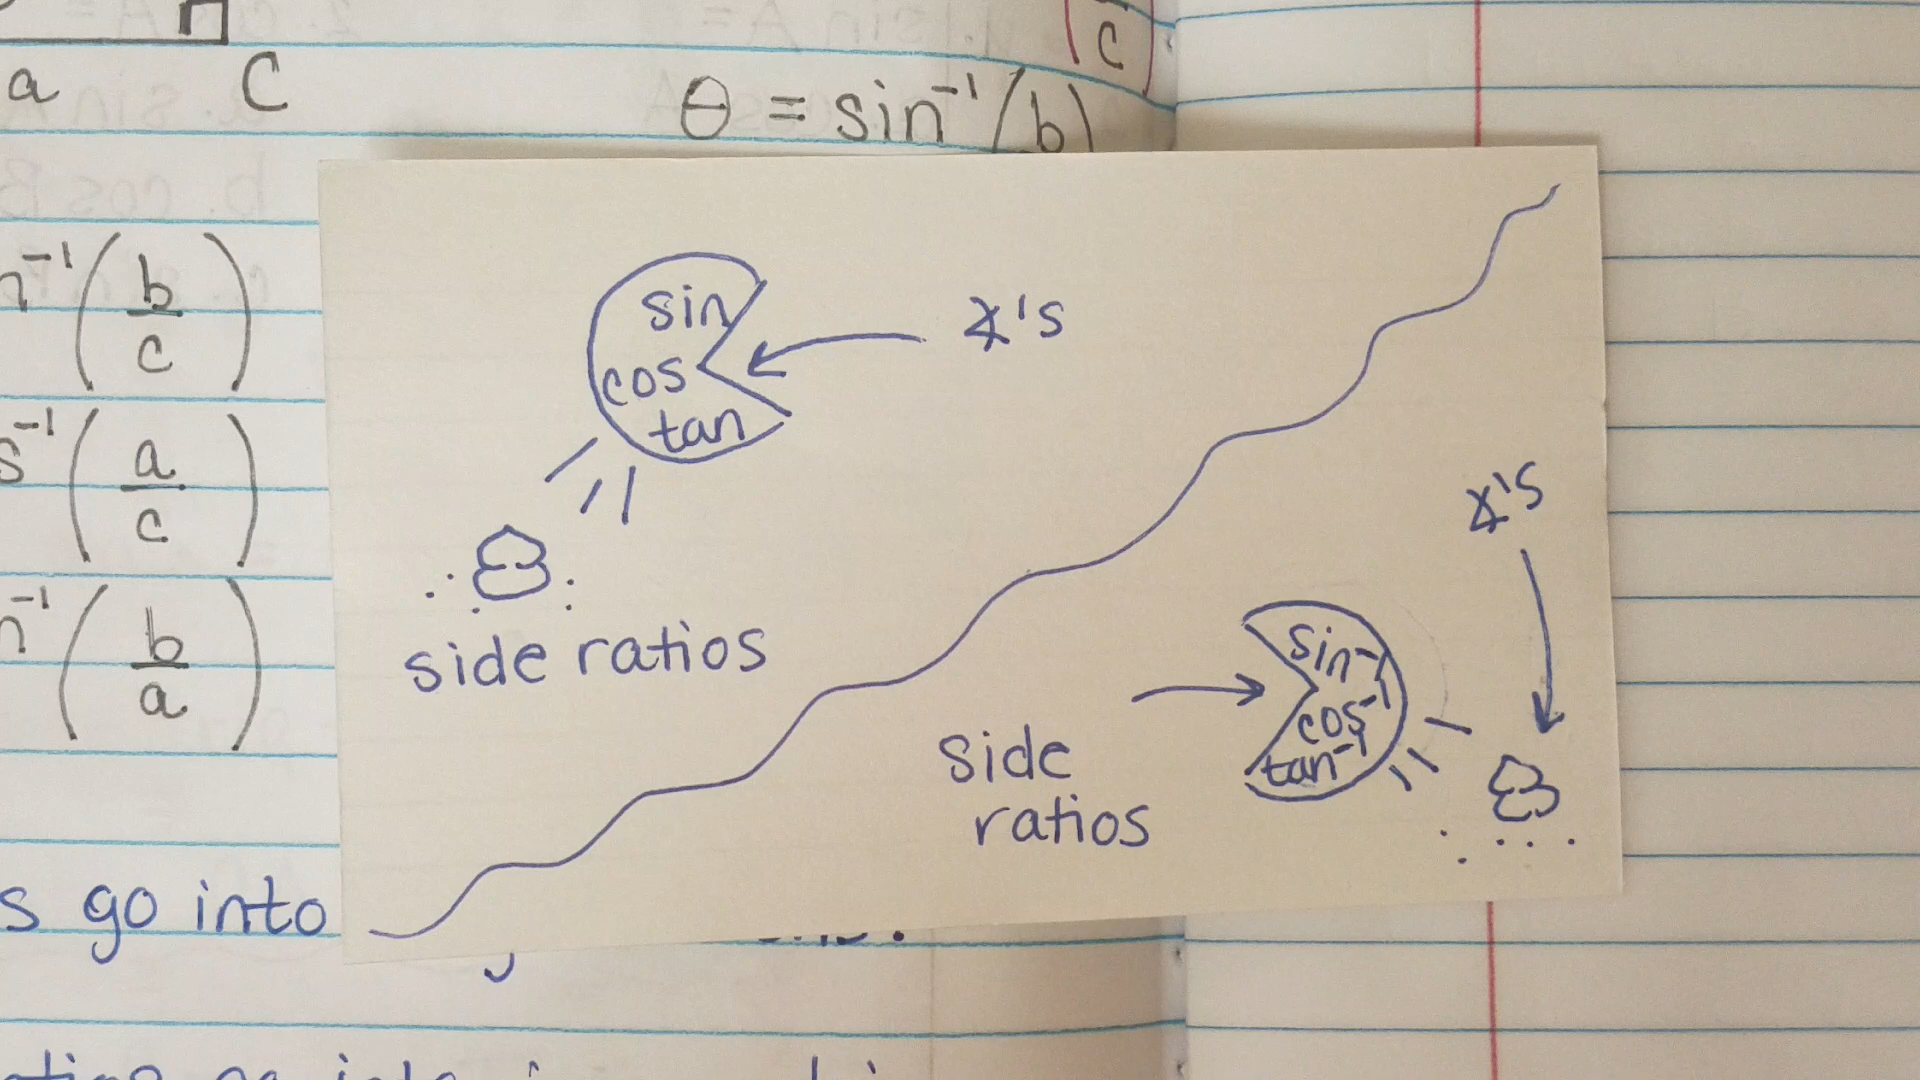 a C
c
θ = sin⁻¹(b)
n⁻¹(b/c)
s⁻¹(a/c)
n⁻¹(b/a)
s go into
sin
cos
tan
∡'s
side ratios
∡'s
side
ratios
sin⁻¹
cos⁻¹
tan⁻¹